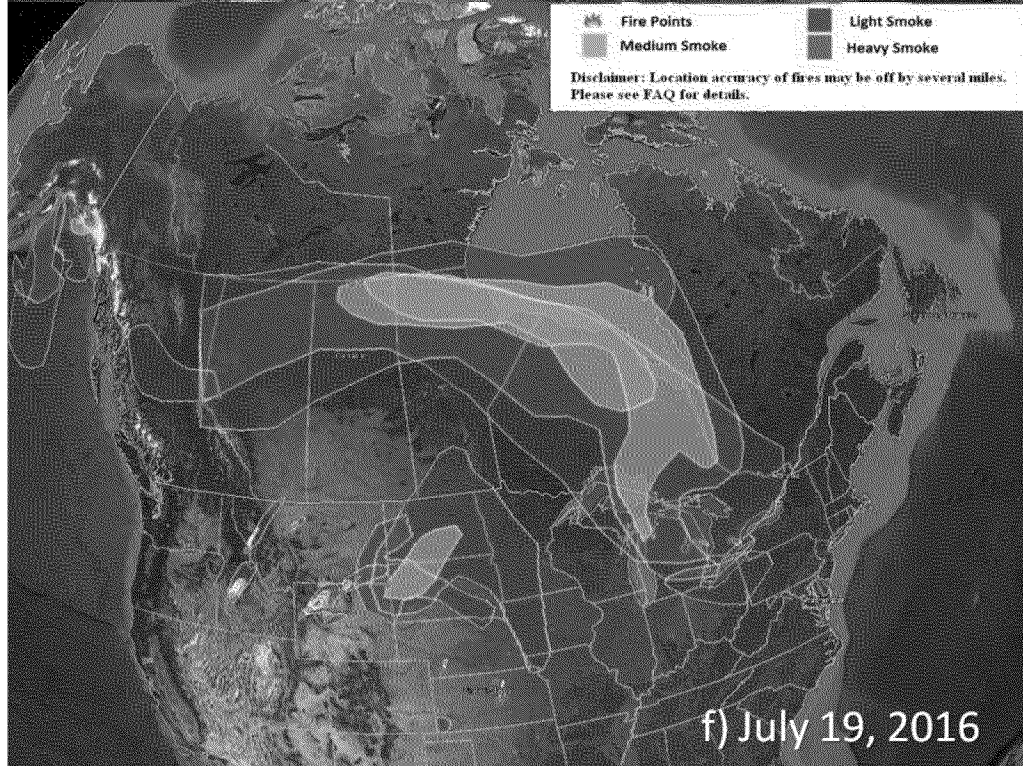 Fire Points
Light Smoke
Medium Smoke
Heavy Smoke
Disclaimer: Location accuracy of fires may be off by several miles.
Please see FAQ for details.
f) July 19, 2016